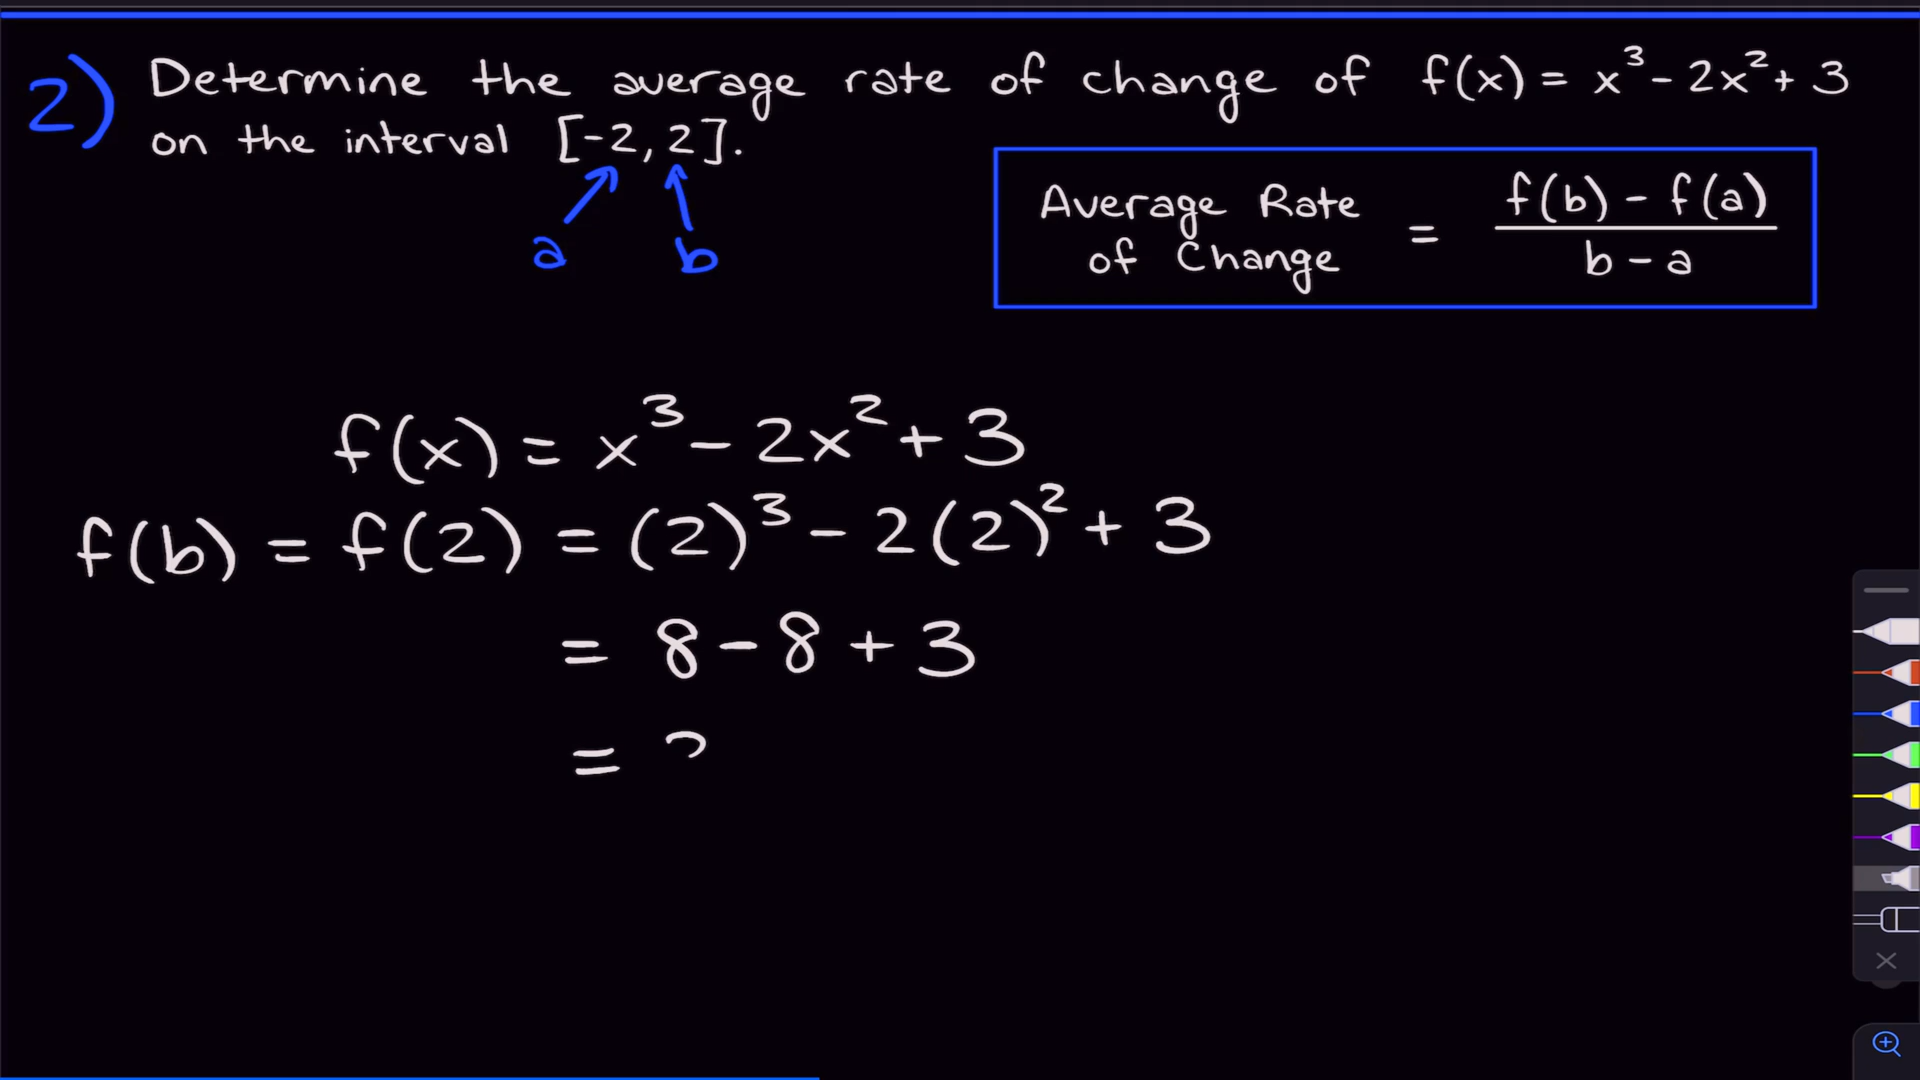 2) Determine the average rate of change of f(x) = x³ - 2x² + 3
on the interval [-2, 2].
a b
Average Rate of Change = f(b) - f(a) / b - a
f(x) = x³ - 2x² + 3
f(b) = f(2) = (2)³ - 2(2)² + 3
= 8 - 8 + 3
=